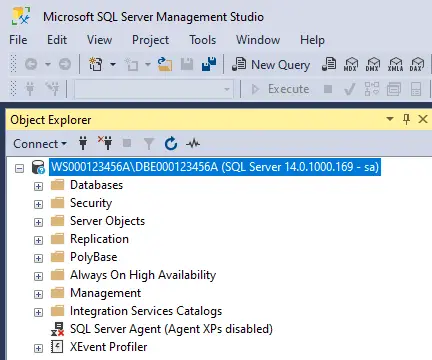 Microsoft SQL Server Management Studio
File Edit View Project Tools Window Help
New Query MDX DMX XMLA DAX
Execute
Object Explorer
Connect
WS000123456A\DBE000123456A (SQL Server 14.0.1000.169 - sa)
Databases
Security
Server Objects
Replication
PolyBase
Always On High Availability
Management
Integration Services Catalogs
SQL Server Agent (Agent XPs disabled)
XEvent Profiler